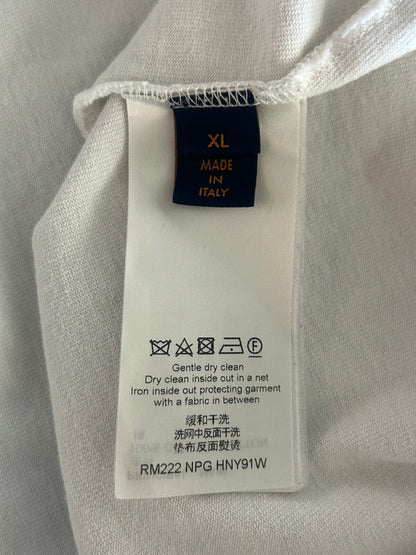 XL
MADE
IN
ITALY
F
Gentle dry clean
Dry clean inside out in a net
Iron inside out protecting garment
with a fabric in between
缓和干洗
洗网中反面干洗
垫布反面熨烫
RM222 NPG HNY91W